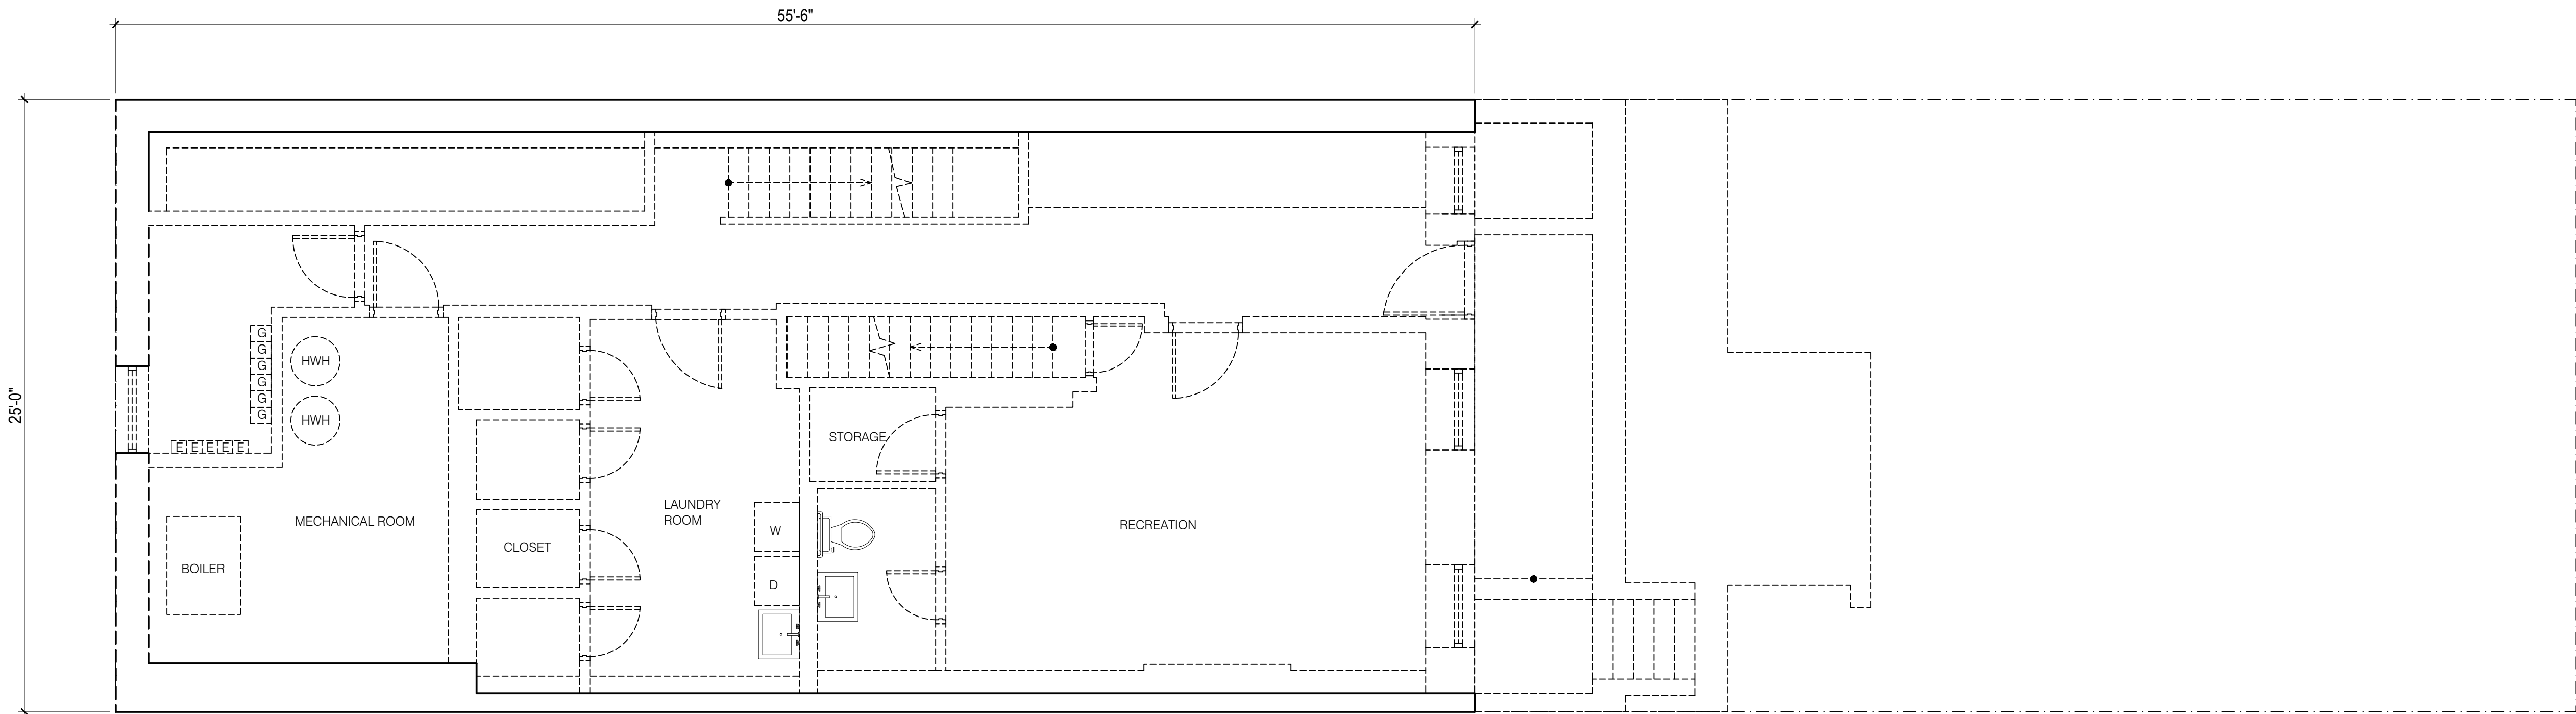 55'-6"
25'-0"
G
G
G
G
G
G
HWH
HWH
E E E E E
MECHANICAL ROOM
BOILER
CLOSET
LAUNDRY
ROOM
W
D
STORAGE
RECREATION